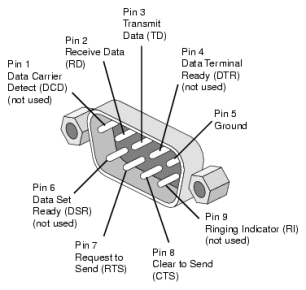 Pin 3
Transmit
Data (TD)
Pin 2
Receive Data
(RD)
Pin 4
Data Terminal
Ready (DTR)
(not used)
Pin 1
Data Carrier
Detect (DCD)
(not used)
Pin 5
Ground
Pin 6
Data Set
Ready (DSR)
(not used)
Pin 9
Ringing Indicator (RI)
(not used)
Pin 7
Request to
Send (RTS)
Pin 8
Clear to Send
(CTS)